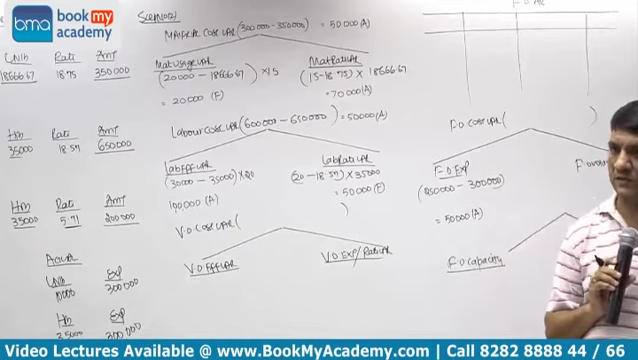 bma bookmy academy
Scenario 1
F O A/c
Material Cost var (300000 - 350000) = 50000 (A)
Units Rate Amt
18666.67 18.75 350000
Mat usage var Mat Rate var
(20000 - 18666.67) × 15 (15 - 18.75) × 18666.67
= 20000 (F) = 70000 (A)
Labour cost var (600000 - 650000) = 50000 (A)
F.O cost var ( )
Hrs Rate Amt
35000 18.57 650000
Lab Eff var Lab Rate var
(30000 - 35000) × 20 (20 - 18.57) × 35000
100000 (A) = 50000 (F)
F O Exp
(250000 - 300000)
= 50000 (A)
Hrs Rate Amt
35000 5.71 200000
V.O cost var ( )
V O Eff var V.O Exp/Rate var F.O capacity
Actual
Units Exp
10000 300000
Hrs Exp
35000 300000
Video Lectures Available @ www.BookMyAcademy.com | Call 8282 8888 44 / 66